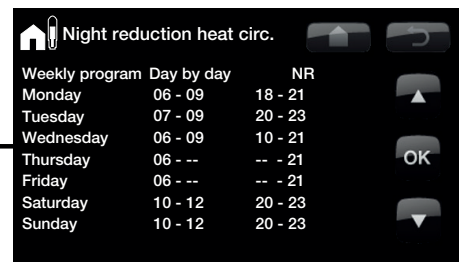 Night reduction heat circ.
Weekly program Day by day NR
Monday 06 - 09 18 - 21
Tuesday 07 - 09 20 - 23
Wednesday 06 - 09 10 - 21
Thursday 06 - -- -- - 21
OK
Friday 06 - -- -- - 21
Saturday 10 - 12 20 - 23
Sunday 10 - 12 20 - 23